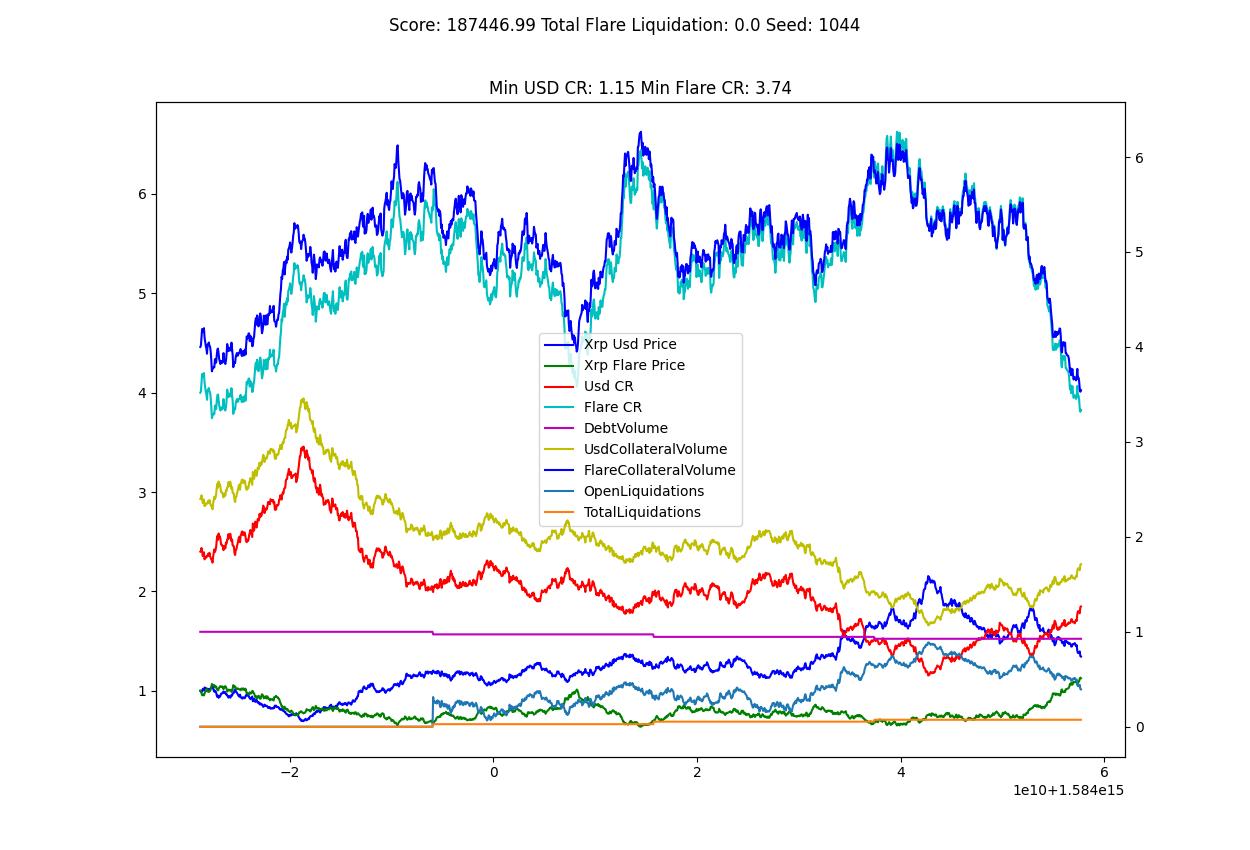 Score: 187446.99 Total Flare Liquidation: 0.0 Seed: 1044
Min USD CR: 1.15 Min Flare CR: 3.74
6
5
4
3
2
1
6
5
4
3
2
1
0
Xrp Usd Price
Xrp Flare Price
Usd CR
Flare CR
DebtVolume
UsdCollateralVolume
FlareCollateralVolume
OpenLiquidations
TotalLiquidations
−2 0 2 4 6
1e10+1.584e15